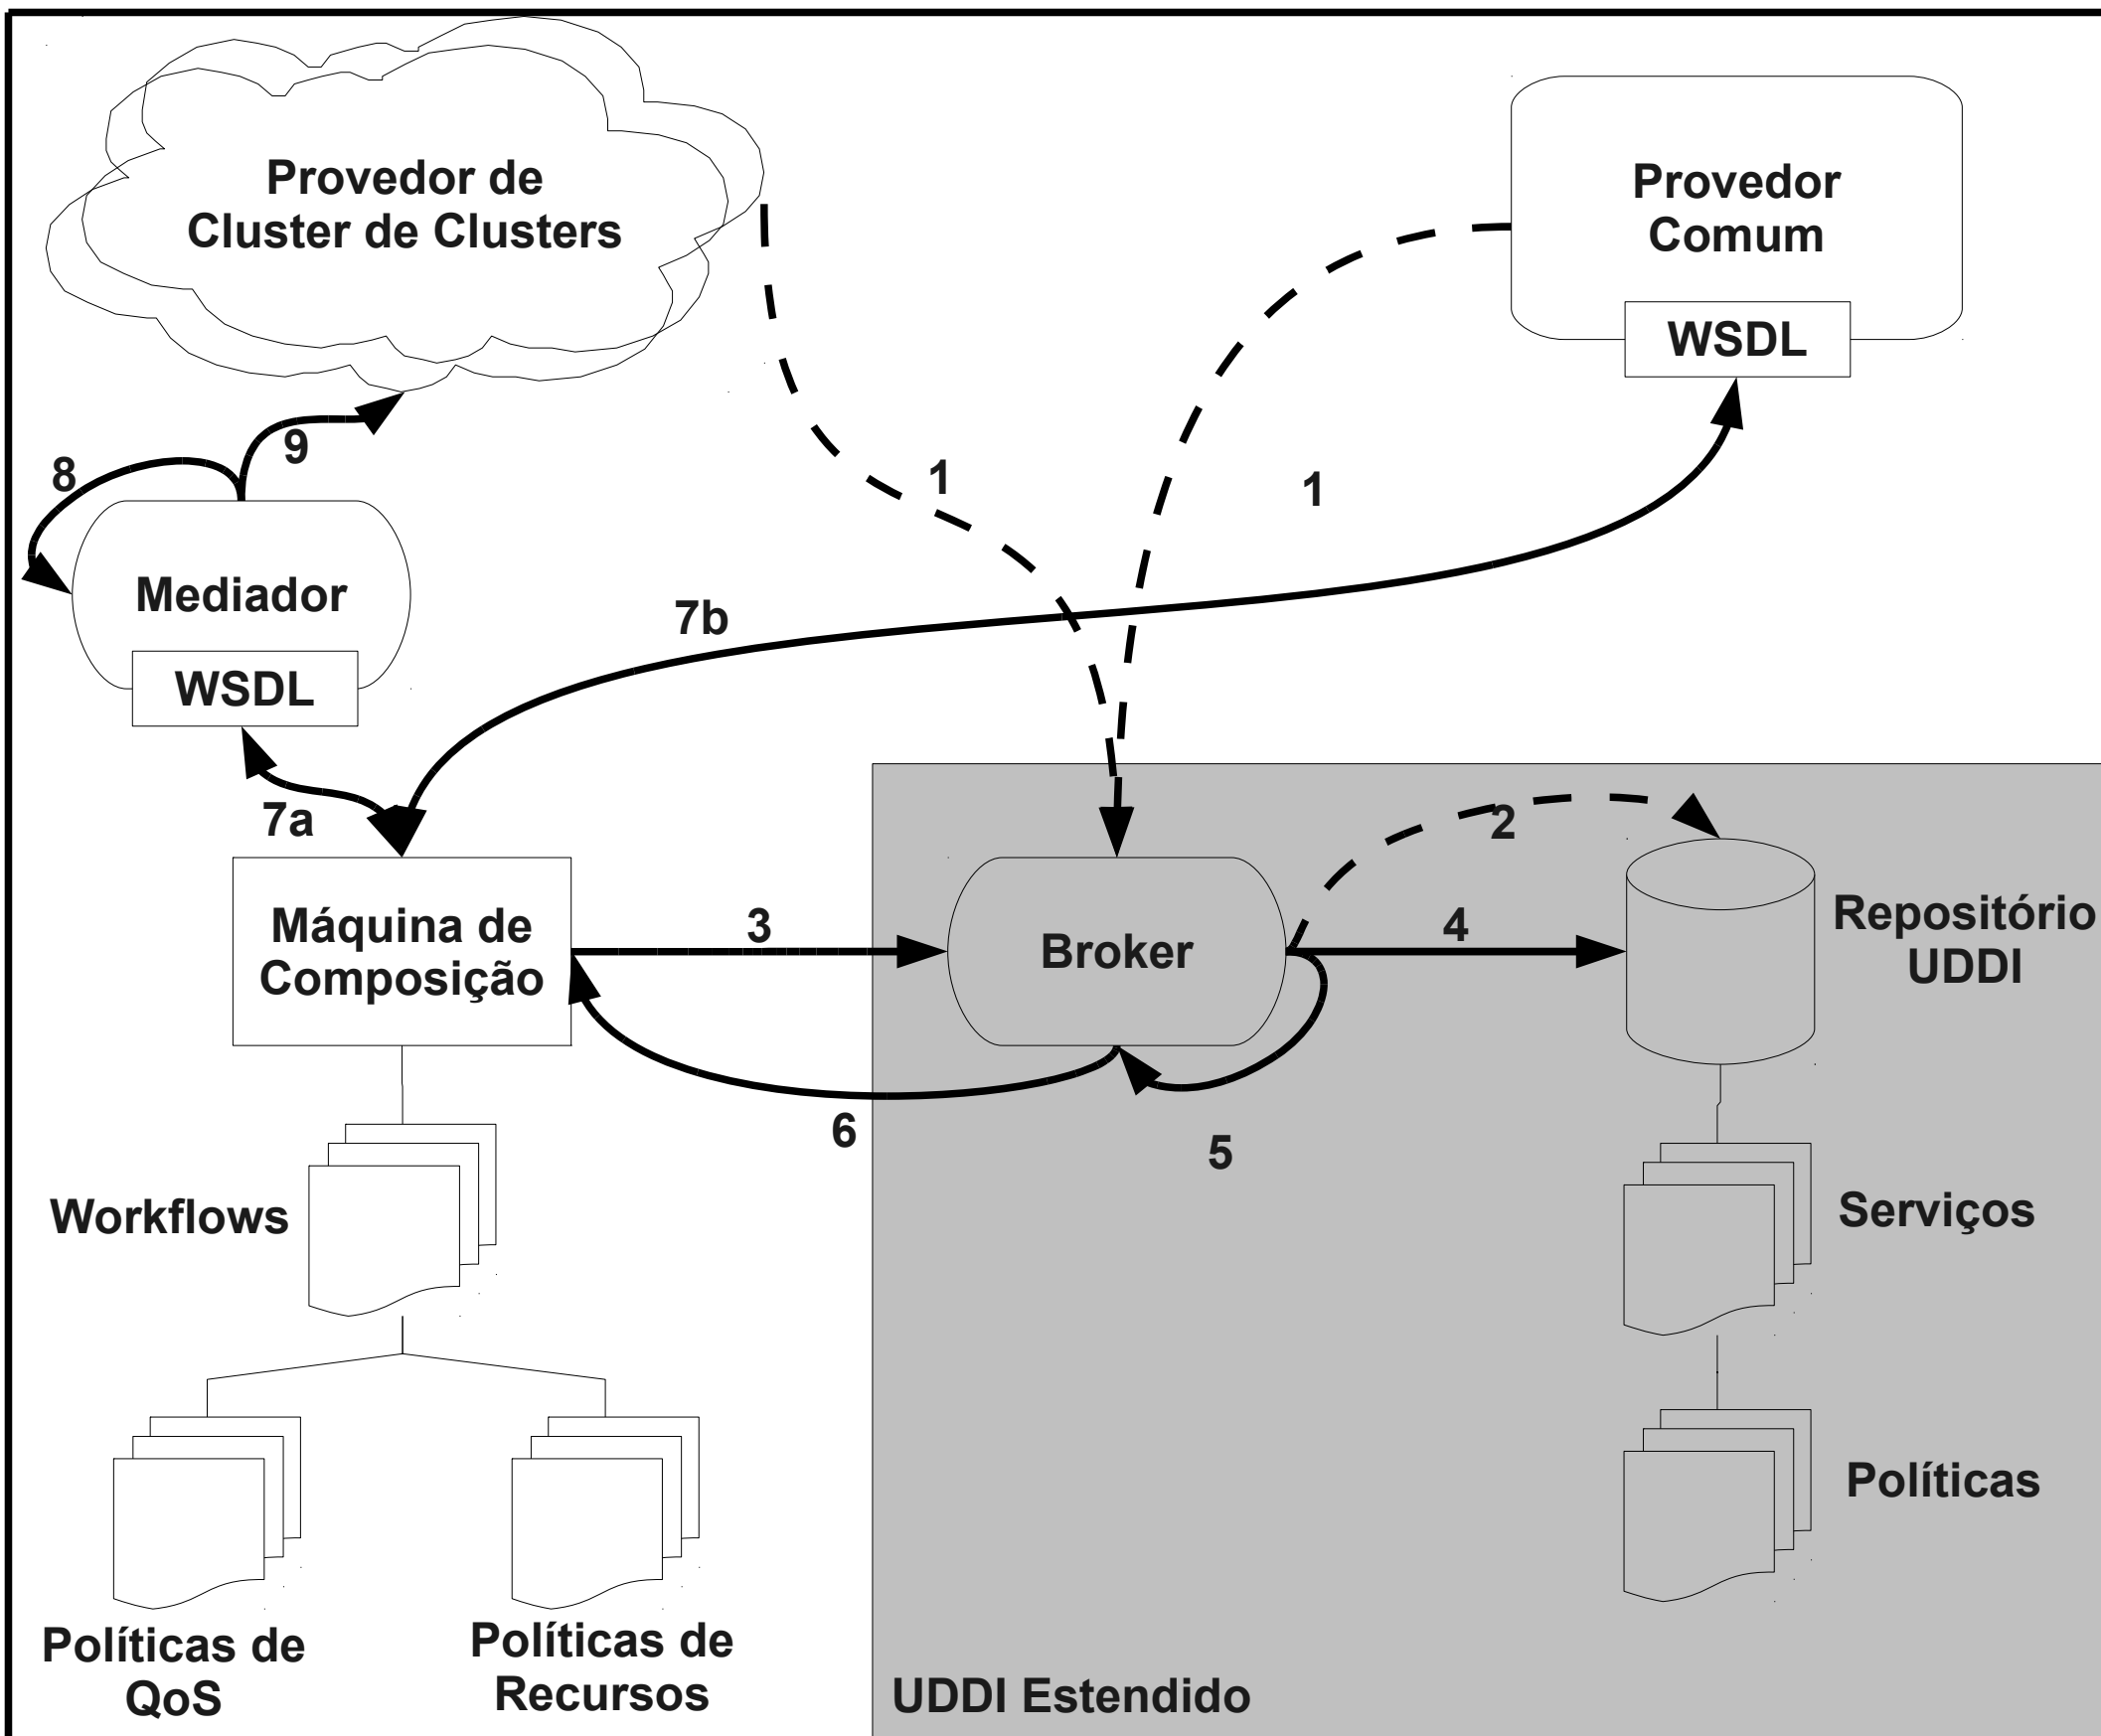 Provedor de
Cluster de Clusters
Provedor
Comum
WSDL
9
8
1
1
Mediador
7b
WSDL
7a
2
Máquina de
Composição
3
Broker
4
Repositório
UDDI
6
5
Workflows
Serviços
Políticas
Políticas de
QoS
Políticas de
Recursos
UDDI Estendido